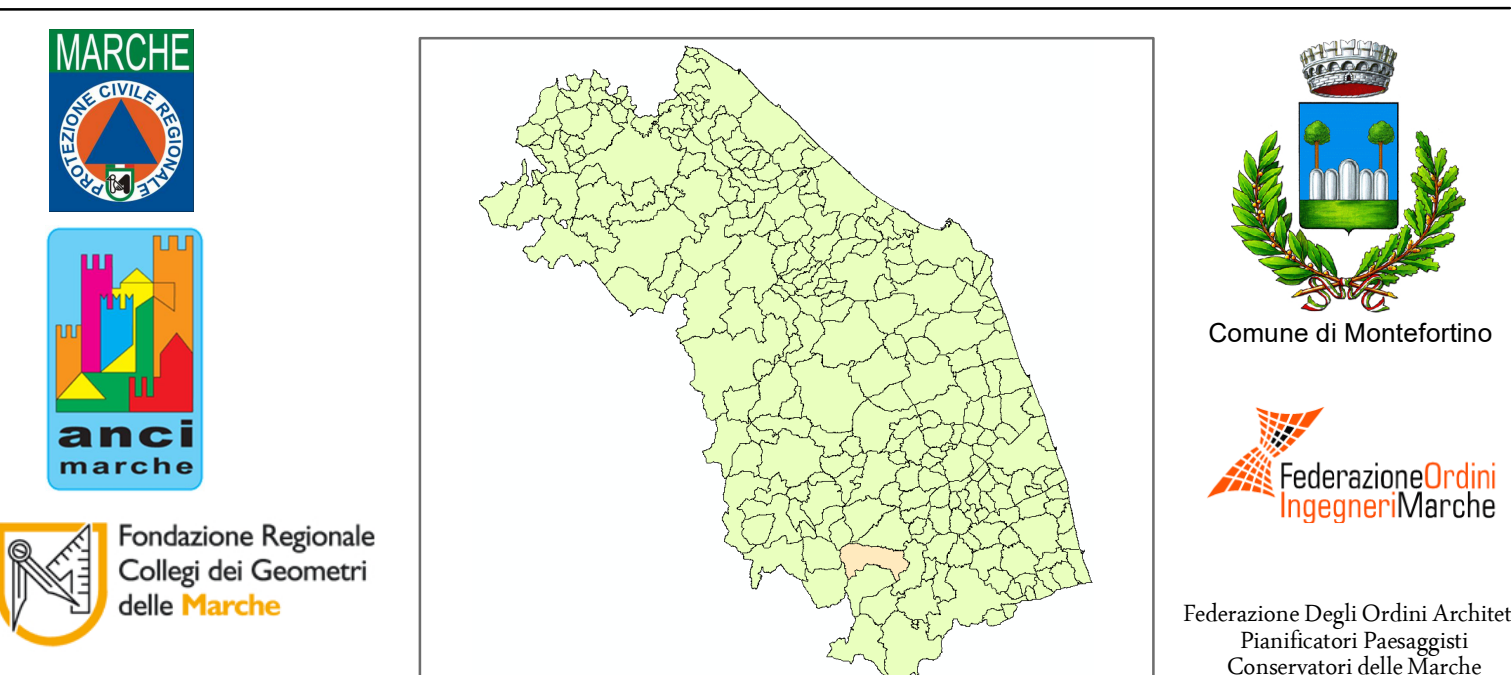 MARCHE
PROTEZIONE CIVILE REGIONALE
anci
marche
Fondazione Regionale
Collegi dei Geometri
delle Marche
Comune di Montefortino
FederazioneOrdini
IngegneriMarche
Federazione Degli Ordini Architet
Pianificatori Paesaggisti
Conservatori delle Marche